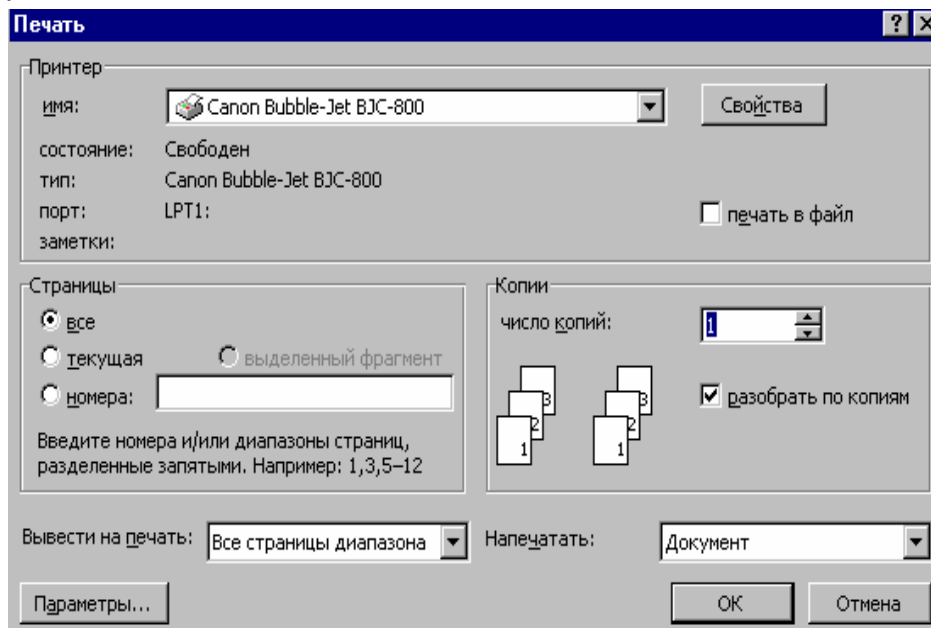 Печать
Принтер
имя: Canon Bubble-Jet BJC-800 Свойства
состояние: Свободен
тип: Canon Bubble-Jet BJC-800
порт: LPT1: печать в файл
заметки:
Страницы
все
текущая выделенный фрагмент
номера:
Введите номера и/или диапазоны страниц,
разделенные запятыми. Например: 1,3,5–12
Копии
число копий: 1
3 2 1 3 2 1
разобрать по копиям
Вывести на печать: Все страницы диапазона Напечатать: Документ
Параметры... ОК Отмена